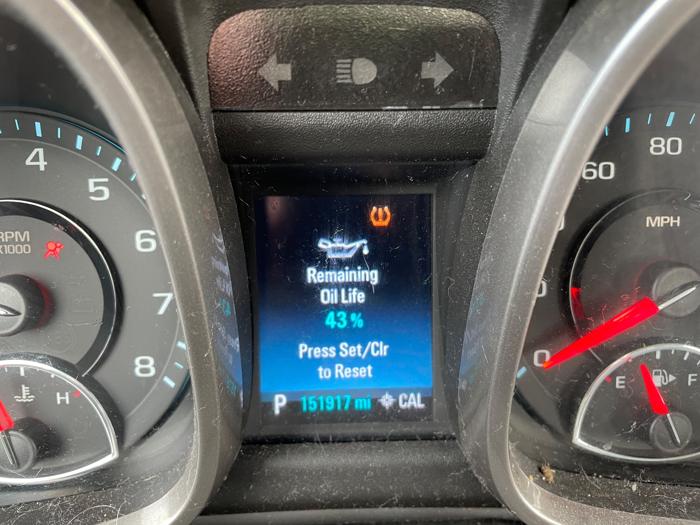 4
5
6
7
8
RPM
X1000
H
Remaining
Oil Life
43 %
Press Set/Clr
to Reset
P 151917 mi CAL
80
60
MPH
0
E F